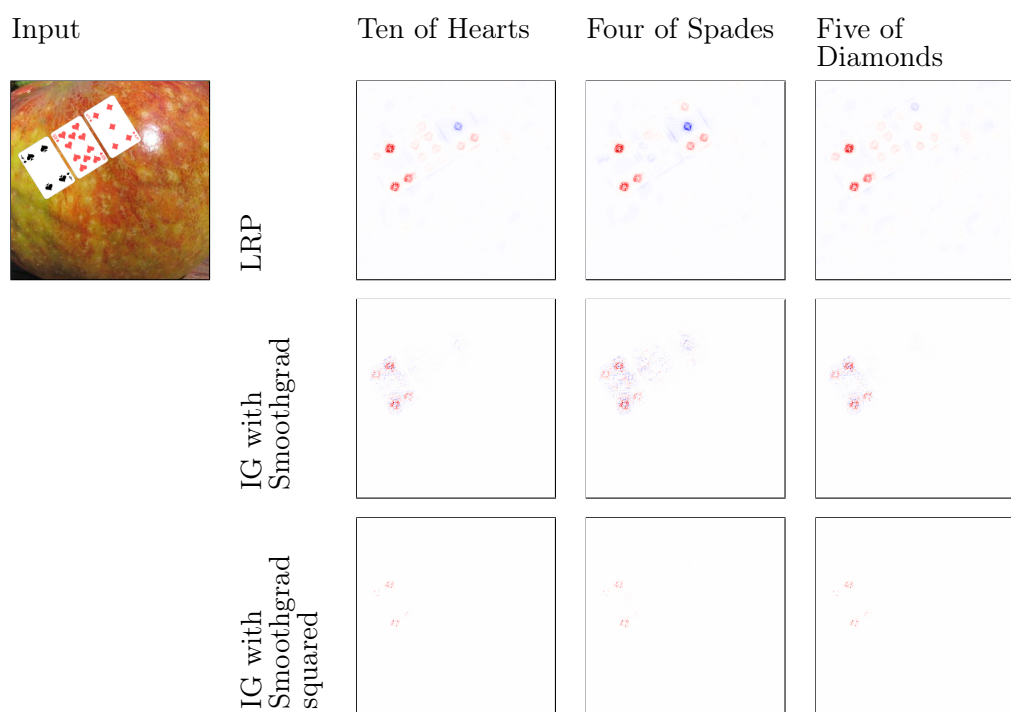 Input
Ten of Hearts
Four of Spades
Five of
Diamonds
LRP
IG with
Smoothgrad
IG with
Smoothgrad
squared